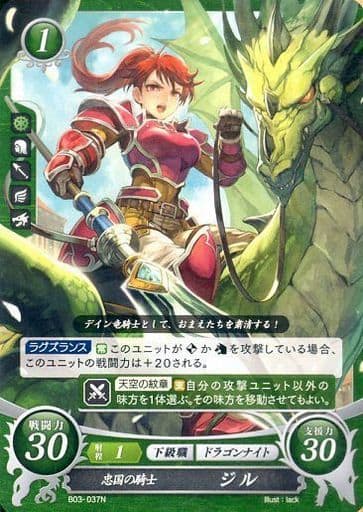 1
デイン竜騎士として、おまえたちを粛清する!
ラグズランス 常 このユニットが か を攻撃している場合、
このユニットの戦闘力は+20される。
天空の紋章 支 自分の攻撃ユニット以外の
味方を1体選ぶ。その味方を移動させてもよい。
戦闘力
30
射程
1
下級職
ドラゴンナイト
支援力
30
忠国の騎士
ジル
B03-037N
Illust : lack